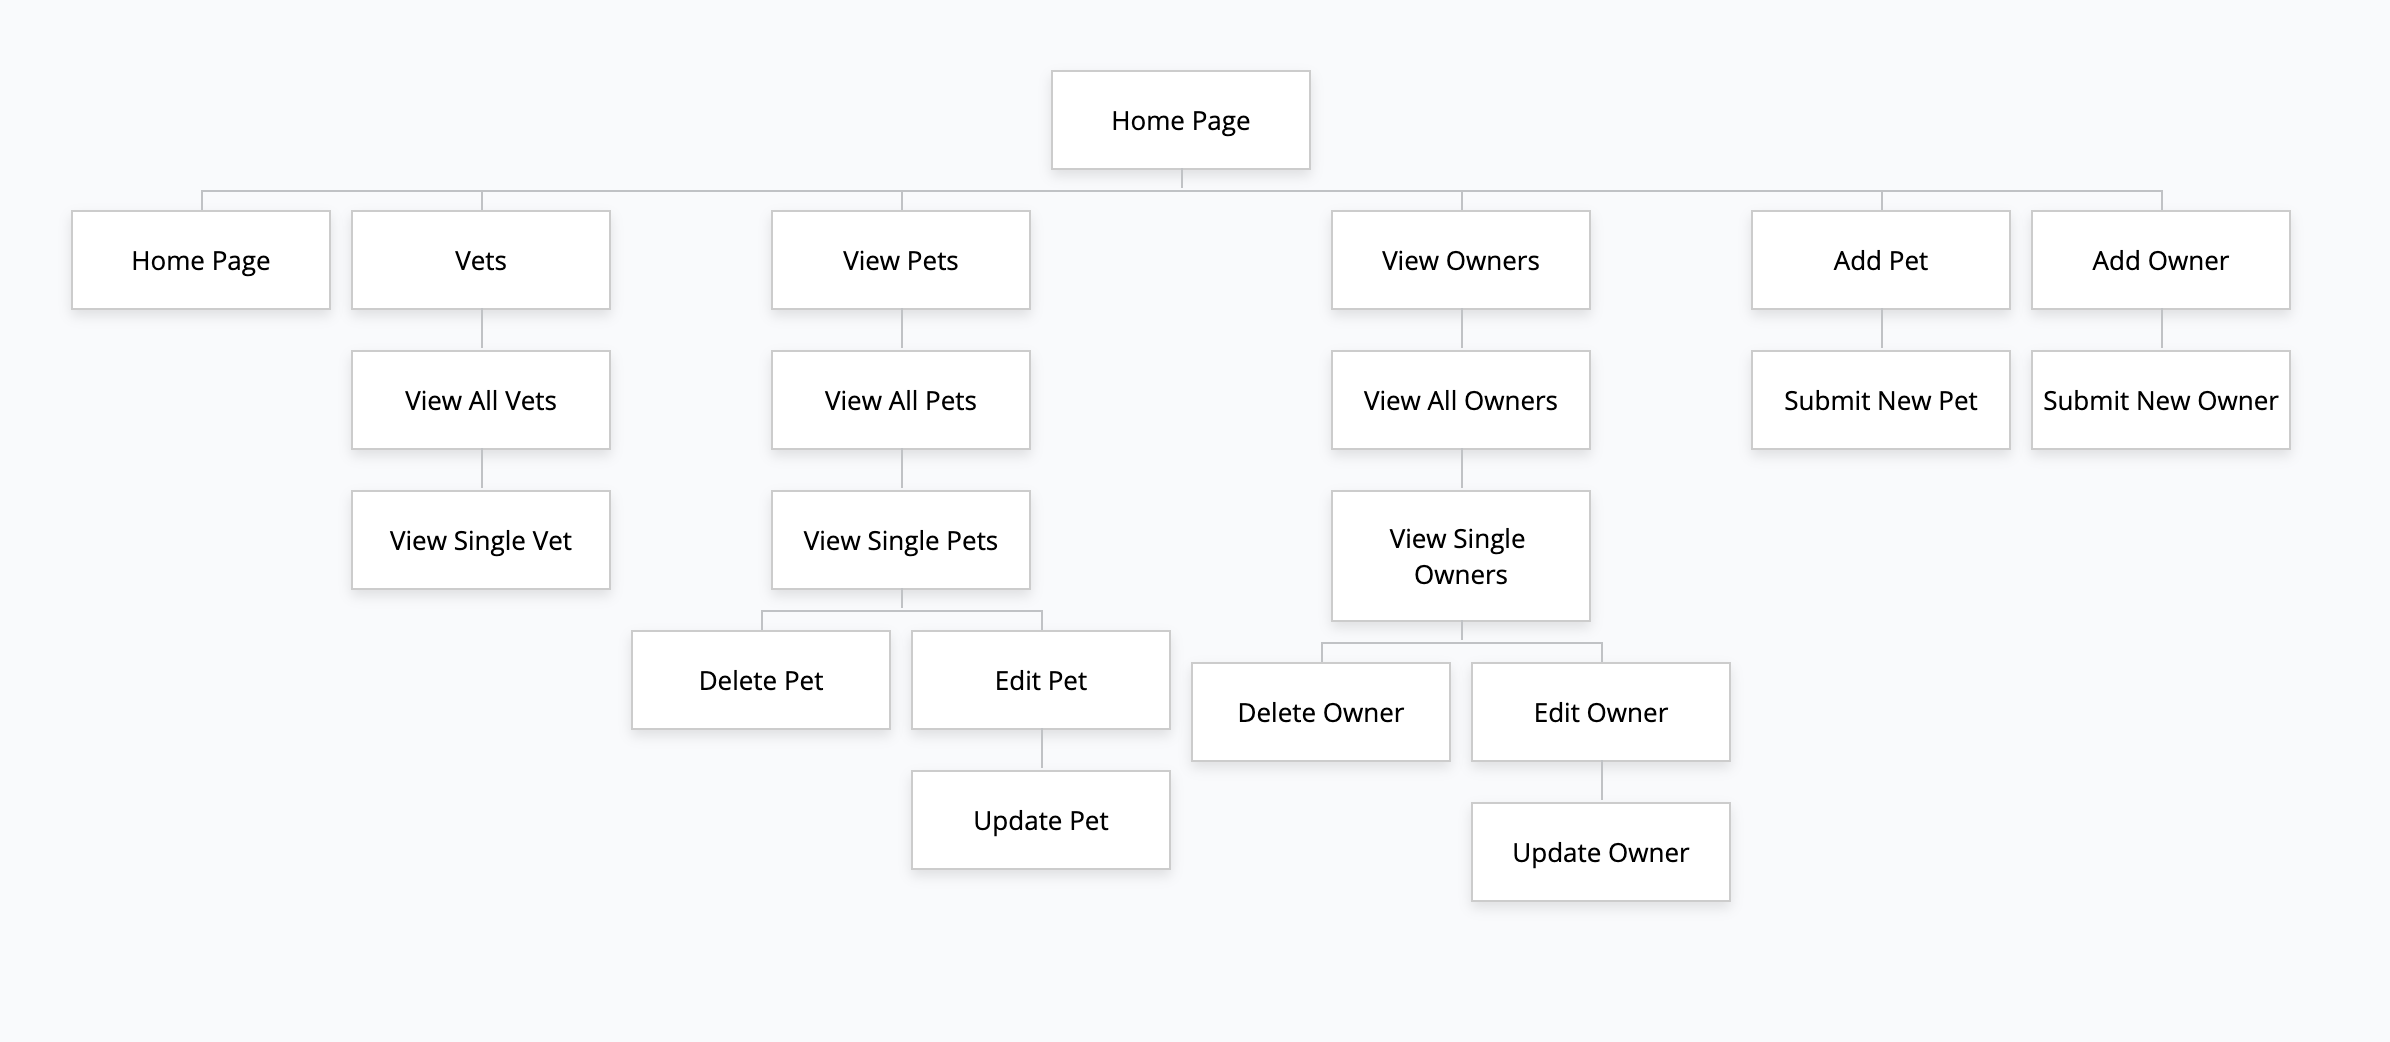 Home Page
Home Page
Vets
View Pets
View Owners
Add Pet
Add Owner
View All Vets
View All Pets
View All Owners
Submit New Pet
Submit New Owner
View Single Vet
View Single Pets
View Single
Owners
Delete Pet
Edit Pet
Delete Owner
Edit Owner
Update Pet
Update Owner